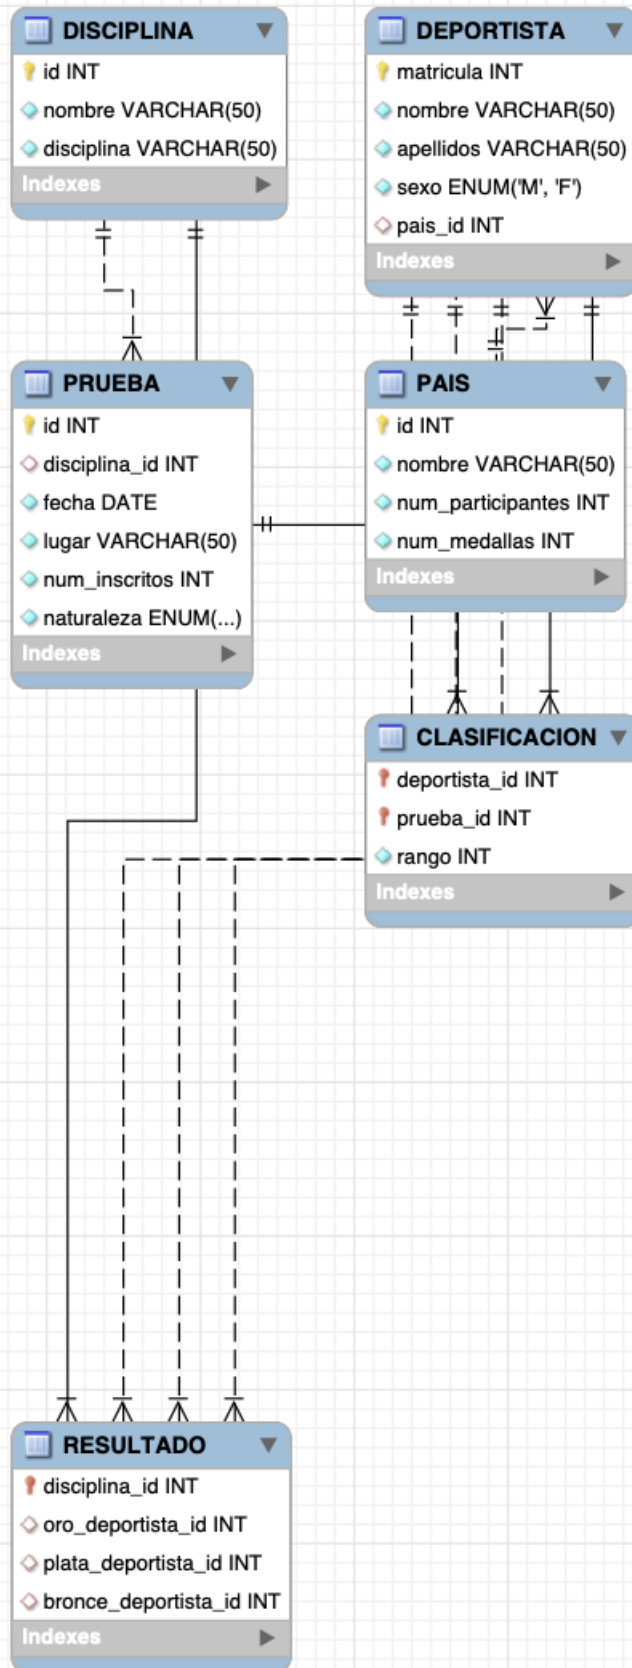 DISCIPLINA
id INT
nombre VARCHAR(50)
disciplina VARCHAR(50)
Indexes
DEPORTISTA
matricula INT
nombre VARCHAR(50)
apellidos VARCHAR(50)
sexo ENUM('M', 'F')
pais_id INT
Indexes
PRUEBA
id INT
disciplina_id INT
fecha DATE
lugar VARCHAR(50)
num_inscritos INT
naturaleza ENUM(...)
Indexes
PAIS
id INT
nombre VARCHAR(50)
num_participantes INT
num_medallas INT
Indexes
CLASIFICACION
deportista_id INT
prueba_id INT
rango INT
Indexes
RESULTADO
disciplina_id INT
oro_deportista_id INT
plata_deportista_id INT
bronce_deportista_id INT
Indexes